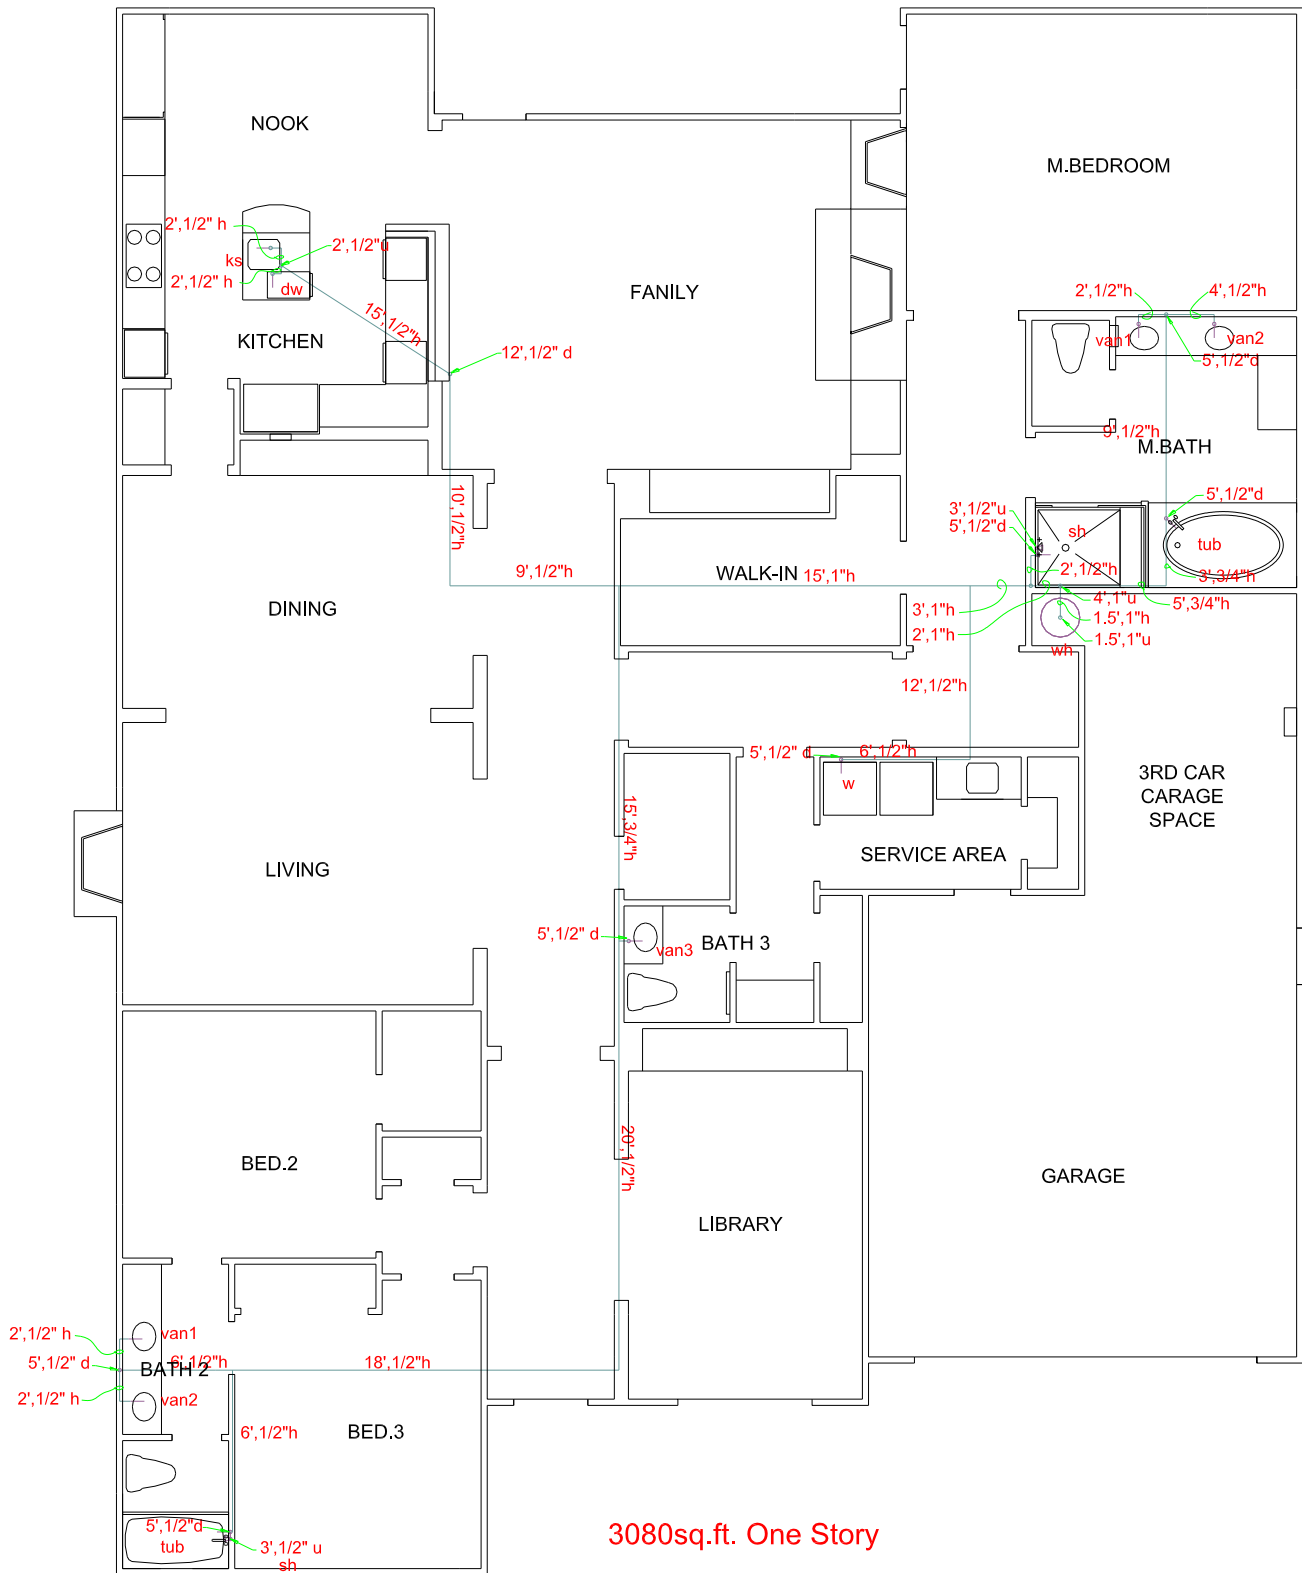 NOOK
M.BEDROOM
2',1/2" h
2',1/2"u
ks
2',1/2" h
dw
FANILY
2',1/2"h
4',1/2"h
15',1/2"h
KITCHEN
van1
van2
12',1/2" d
5',1/2"d
9',1/2"h
M.BATH
10',1/2"h
3',1/2"u
5',1/2"d
5',1/2"d
sh
tub
9',1/2"h
WALK-IN
15',1"h
2',1/2"h
3',3/4"h
DINING
3',1"h
4',1"u
5',3/4"h
1.5',1"h
2',1"h
1.5',1"u
wh
12',1/2"h
5',1/2" d
6',1/2"h
w
3RD CAR
CARAGE
SPACE
15',3/4"h
SERVICE AREA
LIVING
5',1/2" d
van3
BATH 3
BED.2
20',1/2"h
GARAGE
LIBRARY
2',1/2" h
van1
5',1/2" d
BATH 2
6',1/2"h
18',1/2"h
2',1/2" h
van2
6',1/2"h
BED.3
5',1/2"d
tub
3',1/2" u
sh
3080sq.ft. One Story